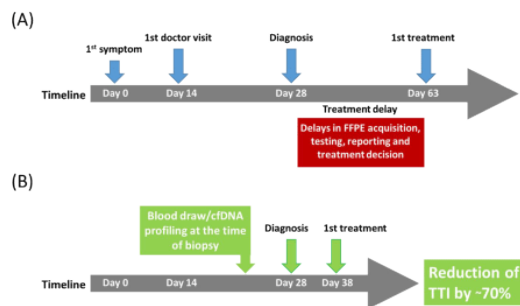 (A)
1st symptom
1st doctor visit
Diagnosis
1st treatment
Timeline
Day 0
Day 14
Day 28
Day 63
Treatment delay
Delays in FFPE acquisition,
testing, reporting and
treatment decision
(B)
Blood draw/cfDNA
profiling at the time
of biopsy
Diagnosis
1st treatment
Timeline
Day 0
Day 14
Day 28
Day 38
Reduction of
TTI by ~70%